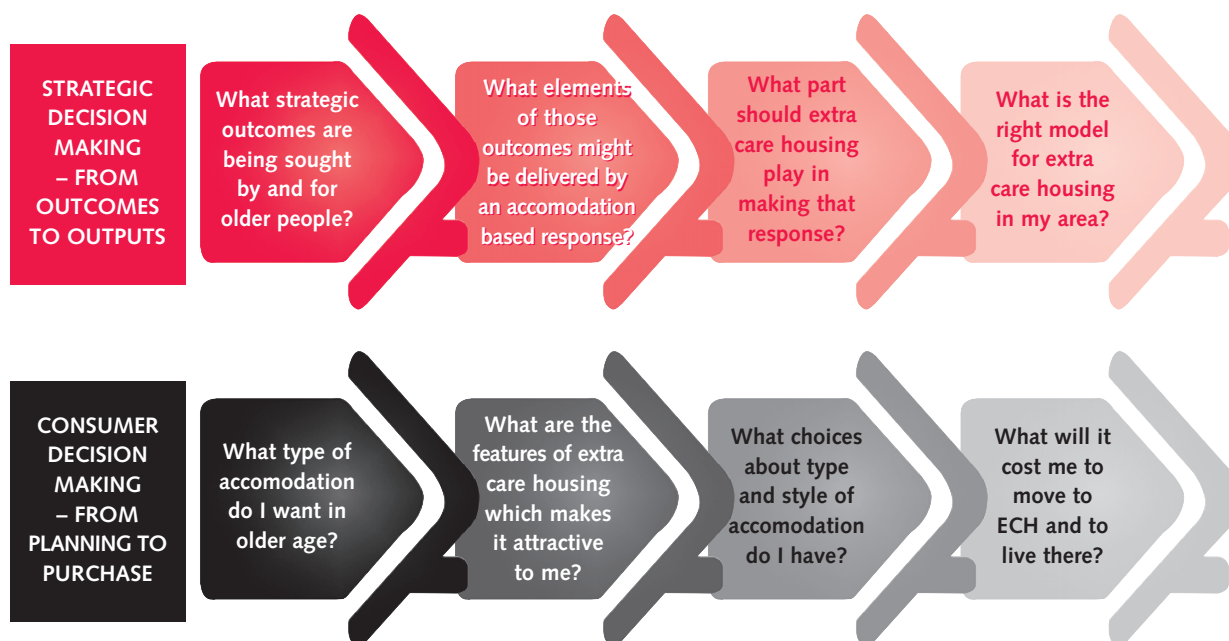 STRATEGIC
DECISION
MAKING
– FROM
OUTCOMES
TO OUTPUTS
What strategic
outcomes are
being sought
by and for
older people?
What elements
of those
outcomes might
be delivered by
an accomodation
based response?
What part
should extra
care housing
play in
making that
response?
What is the
right model
for extra
care housing
in my area?
CONSUMER
DECISION
MAKING
– FROM
PLANNING TO
PURCHASE
What type of
accomodation
do I want in
older age?
What are the
features of extra
care housing
which makes
it attractive
to me?
What choices
about type
and style of
accomodation
do I have?
What will it
cost me to
move to
ECH and to
live there?